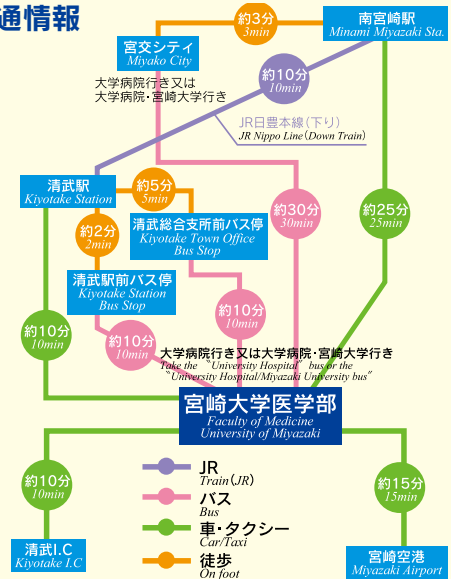 通情報
約3分
3min
南宮崎駅
Minami Miyazaki Sta.
宮交シティ
Miyako City
約10分
10min
大学病院行き又は
大学病院・宮崎大学行き
JR日豊本線(下り)
JR Nippo Line(Down Train)
清武駅
Kiyotake Station
約5分
5min
約30分
30min
約25分
25min
約2分
2min
清武総合支所前バス停
Kiyotake Town Office
Bus Stop
清武駅前バス停
Kiyotake Station
Bus Stop
約10分
10min
約10分
10min
約10分
10min
大学病院行き又は大学病院・宮崎大学行き
Take the “University Hospital” bus or the
“University Hospital/Miyazaki University bus”
宮崎大学医学部
Faculty of Medicine
University of Miyazaki
JR
Train(JR)
バス
Bus
車・タクシー
Car/Taxi
徒歩
On foot
約10分
10min
約15分
15min
清武I.C
Kiyotake I.C
宮崎空港
Miyazaki Airport